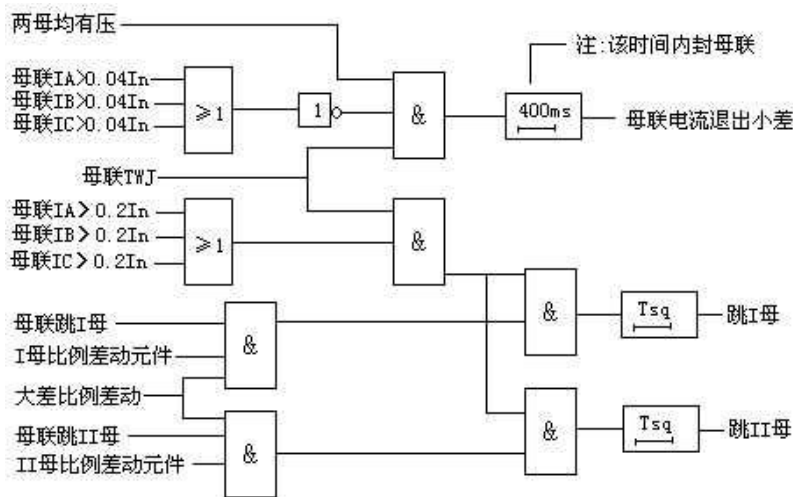 两母均有压
注:该时间内封母联
母联IA>0.04In
母联IB>0.04In
母联IC>0.04In
≥1
1
&
400ms
母联电流退出小差
母联TWJ
母联IA>0.2In
母联IB>0.2In
母联IC>0.2In
≥1
&
母联跳I母
I母比例差动元件
&
&
Tsq
跳I母
大差比例差动
母联跳II母
II母比例差动元件
&
&
Tsq
跳II母